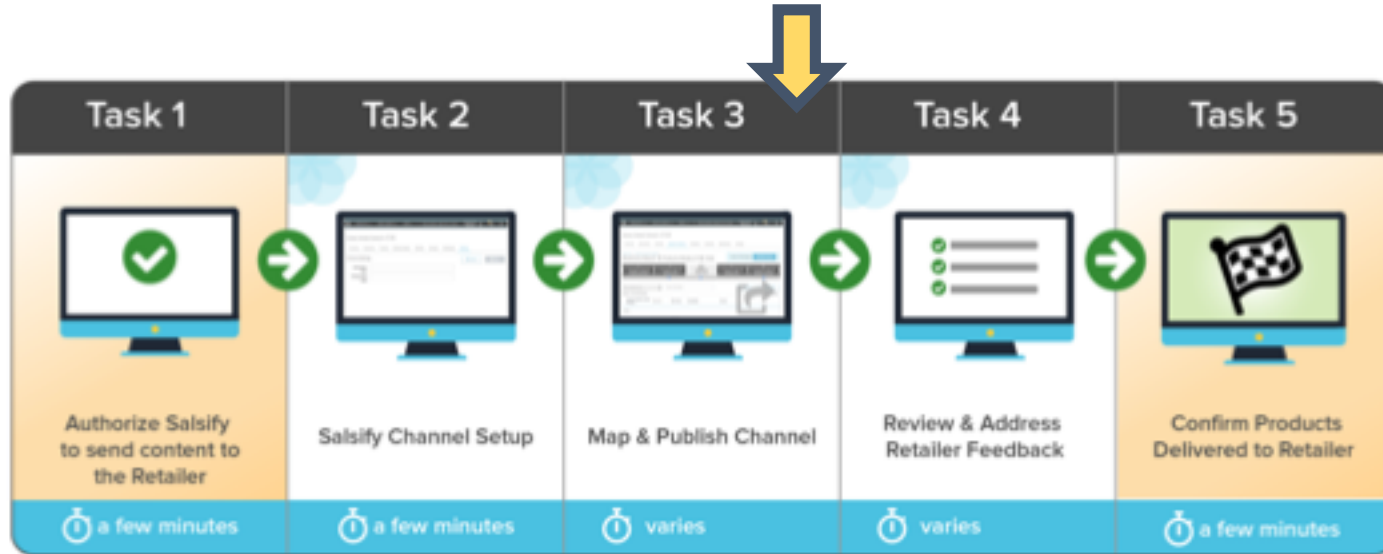 Task 1
Task 2
Task 3
Task 4
Task 5
Authorize Salsify
to send content to
the Retailer
Salsify Channel Setup
Map & Publish Channel
Review & Address
Retailer Feedback
Confirm Products
Delivered to Retailer
a few minutes
a few minutes
varies
varies
a few minutes